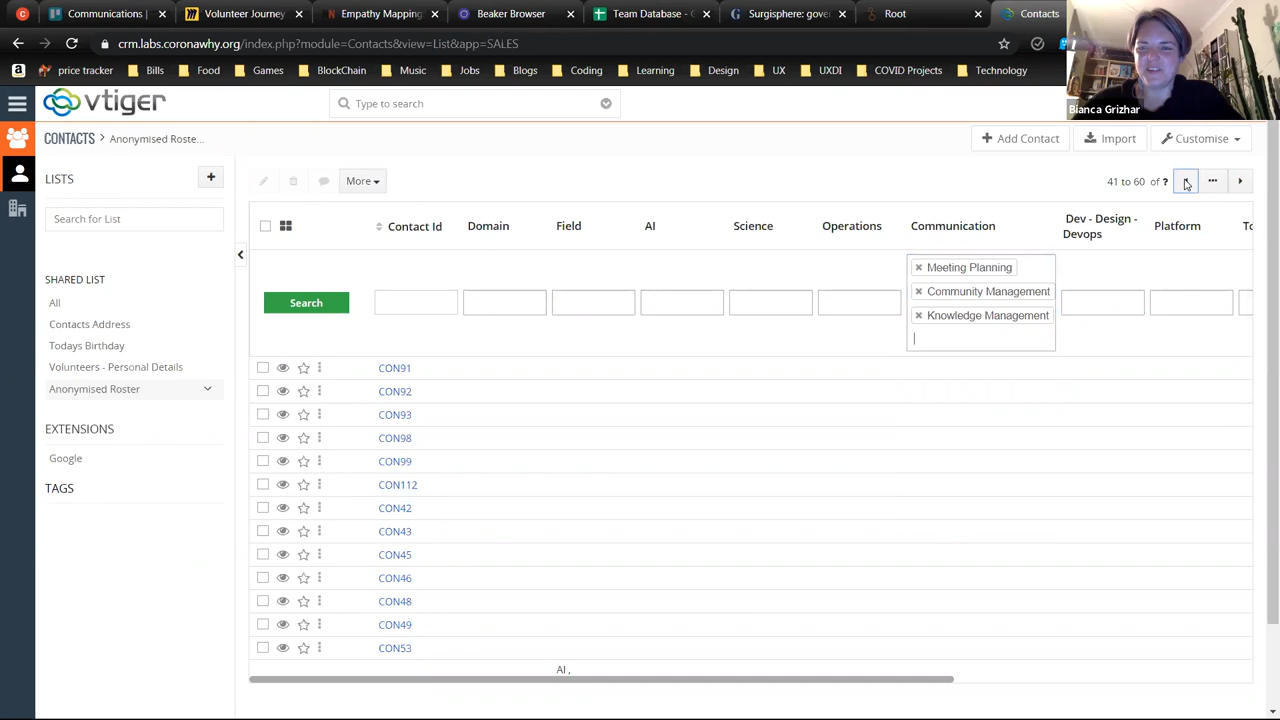 Communications |
Volunteer Journey
Empathy Mapping
Beaker Browser
Team Database - G
Surgisphere: gover
Root
Contacts
crm.labs.coronawhy.org/index.php?module=Contacts&view=List&app=SALES
price tracker
Bills
Food
Games
BlockChain
Music
Jobs
Blogs
Coding
Learning
Design
UX
COVID Projects
Technology
Bianca Grizhar
vtiger
Type to search
CONTACTS > Anonymised Roste...
+ Add Contact
Import
Customise
LISTS
+
More
41 to 60 of ?
Search for List
Contact Id
Domain
Field
AI
Science
Operations
Communication
Dev - Design -
Devops
Platform
To
SHARED LIST
All
Contacts Address
Todays Birthday
Volunteers - Personal Details
Anonymised Roster
EXTENSIONS
Google
TAGS
Search
× Meeting Planning
× Community Management
× Knowledge Management
CON91
CON92
CON93
CON98
CON99
CON112
CON42
CON43
CON45
CON46
CON48
CON49
CON53
AI ,